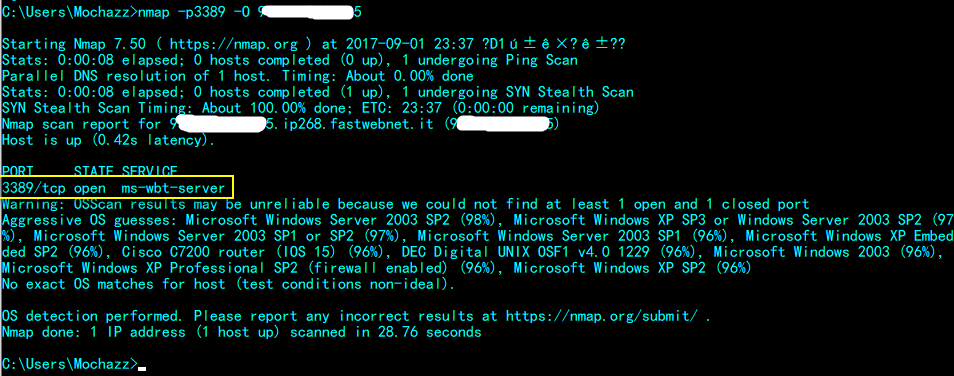 C:\Users\Mochazz>nmap -p3389 -O 9 5
Starting Nmap 7.50 ( https://nmap.org ) at 2017-09-01 23:37 ?D1ú±ê×?ê±??
Stats: 0:00:08 elapsed; 0 hosts completed (0 up), 1 undergoing Ping Scan
Parallel DNS resolution of 1 host. Timing: About 0.00% done
Stats: 0:00:08 elapsed; 0 hosts completed (1 up), 1 undergoing SYN Stealth Scan
SYN Stealth Scan Timing: About 100.00% done; ETC: 23:37 (0:00:00 remaining)
Nmap scan report for 9 5.ip268.fastwebnet.it (9 5)
Host is up (0.42s latency).
PORT     STATE SERVICE
3389/tcp open  ms-wbt-server
Warning: OSScan results may be unreliable because we could not find at least 1 open and 1 closed port
Aggressive OS guesses: Microsoft Windows Server 2003 SP2 (98%), Microsoft Windows XP SP3 or Windows Server 2003 SP2 (97
%), Microsoft Windows Server 2003 SP1 or SP2 (97%), Microsoft Windows Server 2003 SP1 (96%), Microsoft Windows XP Embed
ded SP2 (96%), Cisco C7200 router (IOS 15) (96%), DEC Digital UNIX OSF1 v4.0 1229 (96%), Microsoft Windows 2003 (96%),
Microsoft Windows XP Professional SP2 (firewall enabled) (96%), Microsoft Windows XP SP2 (96%)
No exact OS matches for host (test conditions non-ideal).
OS detection performed. Please report any incorrect results at https://nmap.org/submit/ .
Nmap done: 1 IP address (1 host up) scanned in 28.76 seconds
C:\Users\Mochazz>